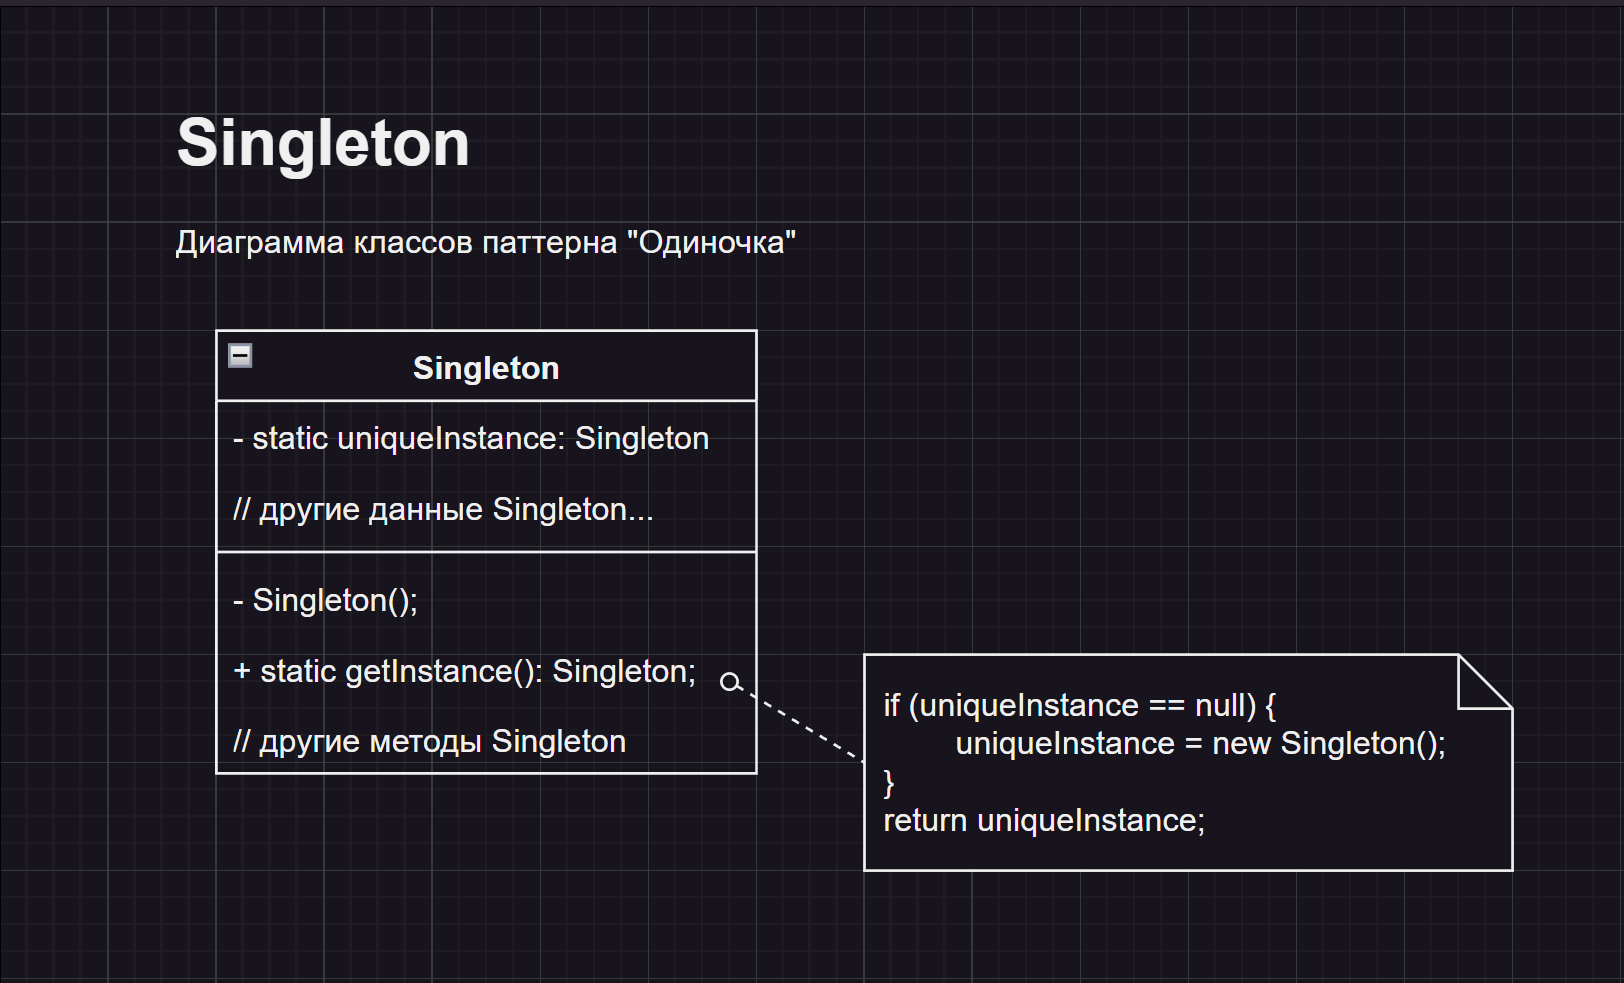 Singleton
Диаграмма классов паттерна "Одиночка"
Singleton
- static uniqueInstance: Singleton
// другие данные Singleton...
- Singleton();
+ static getInstance(): Singleton;
// другие методы Singleton
if (uniqueInstance == null) {
uniqueInstance = new Singleton();
}
return uniqueInstance;